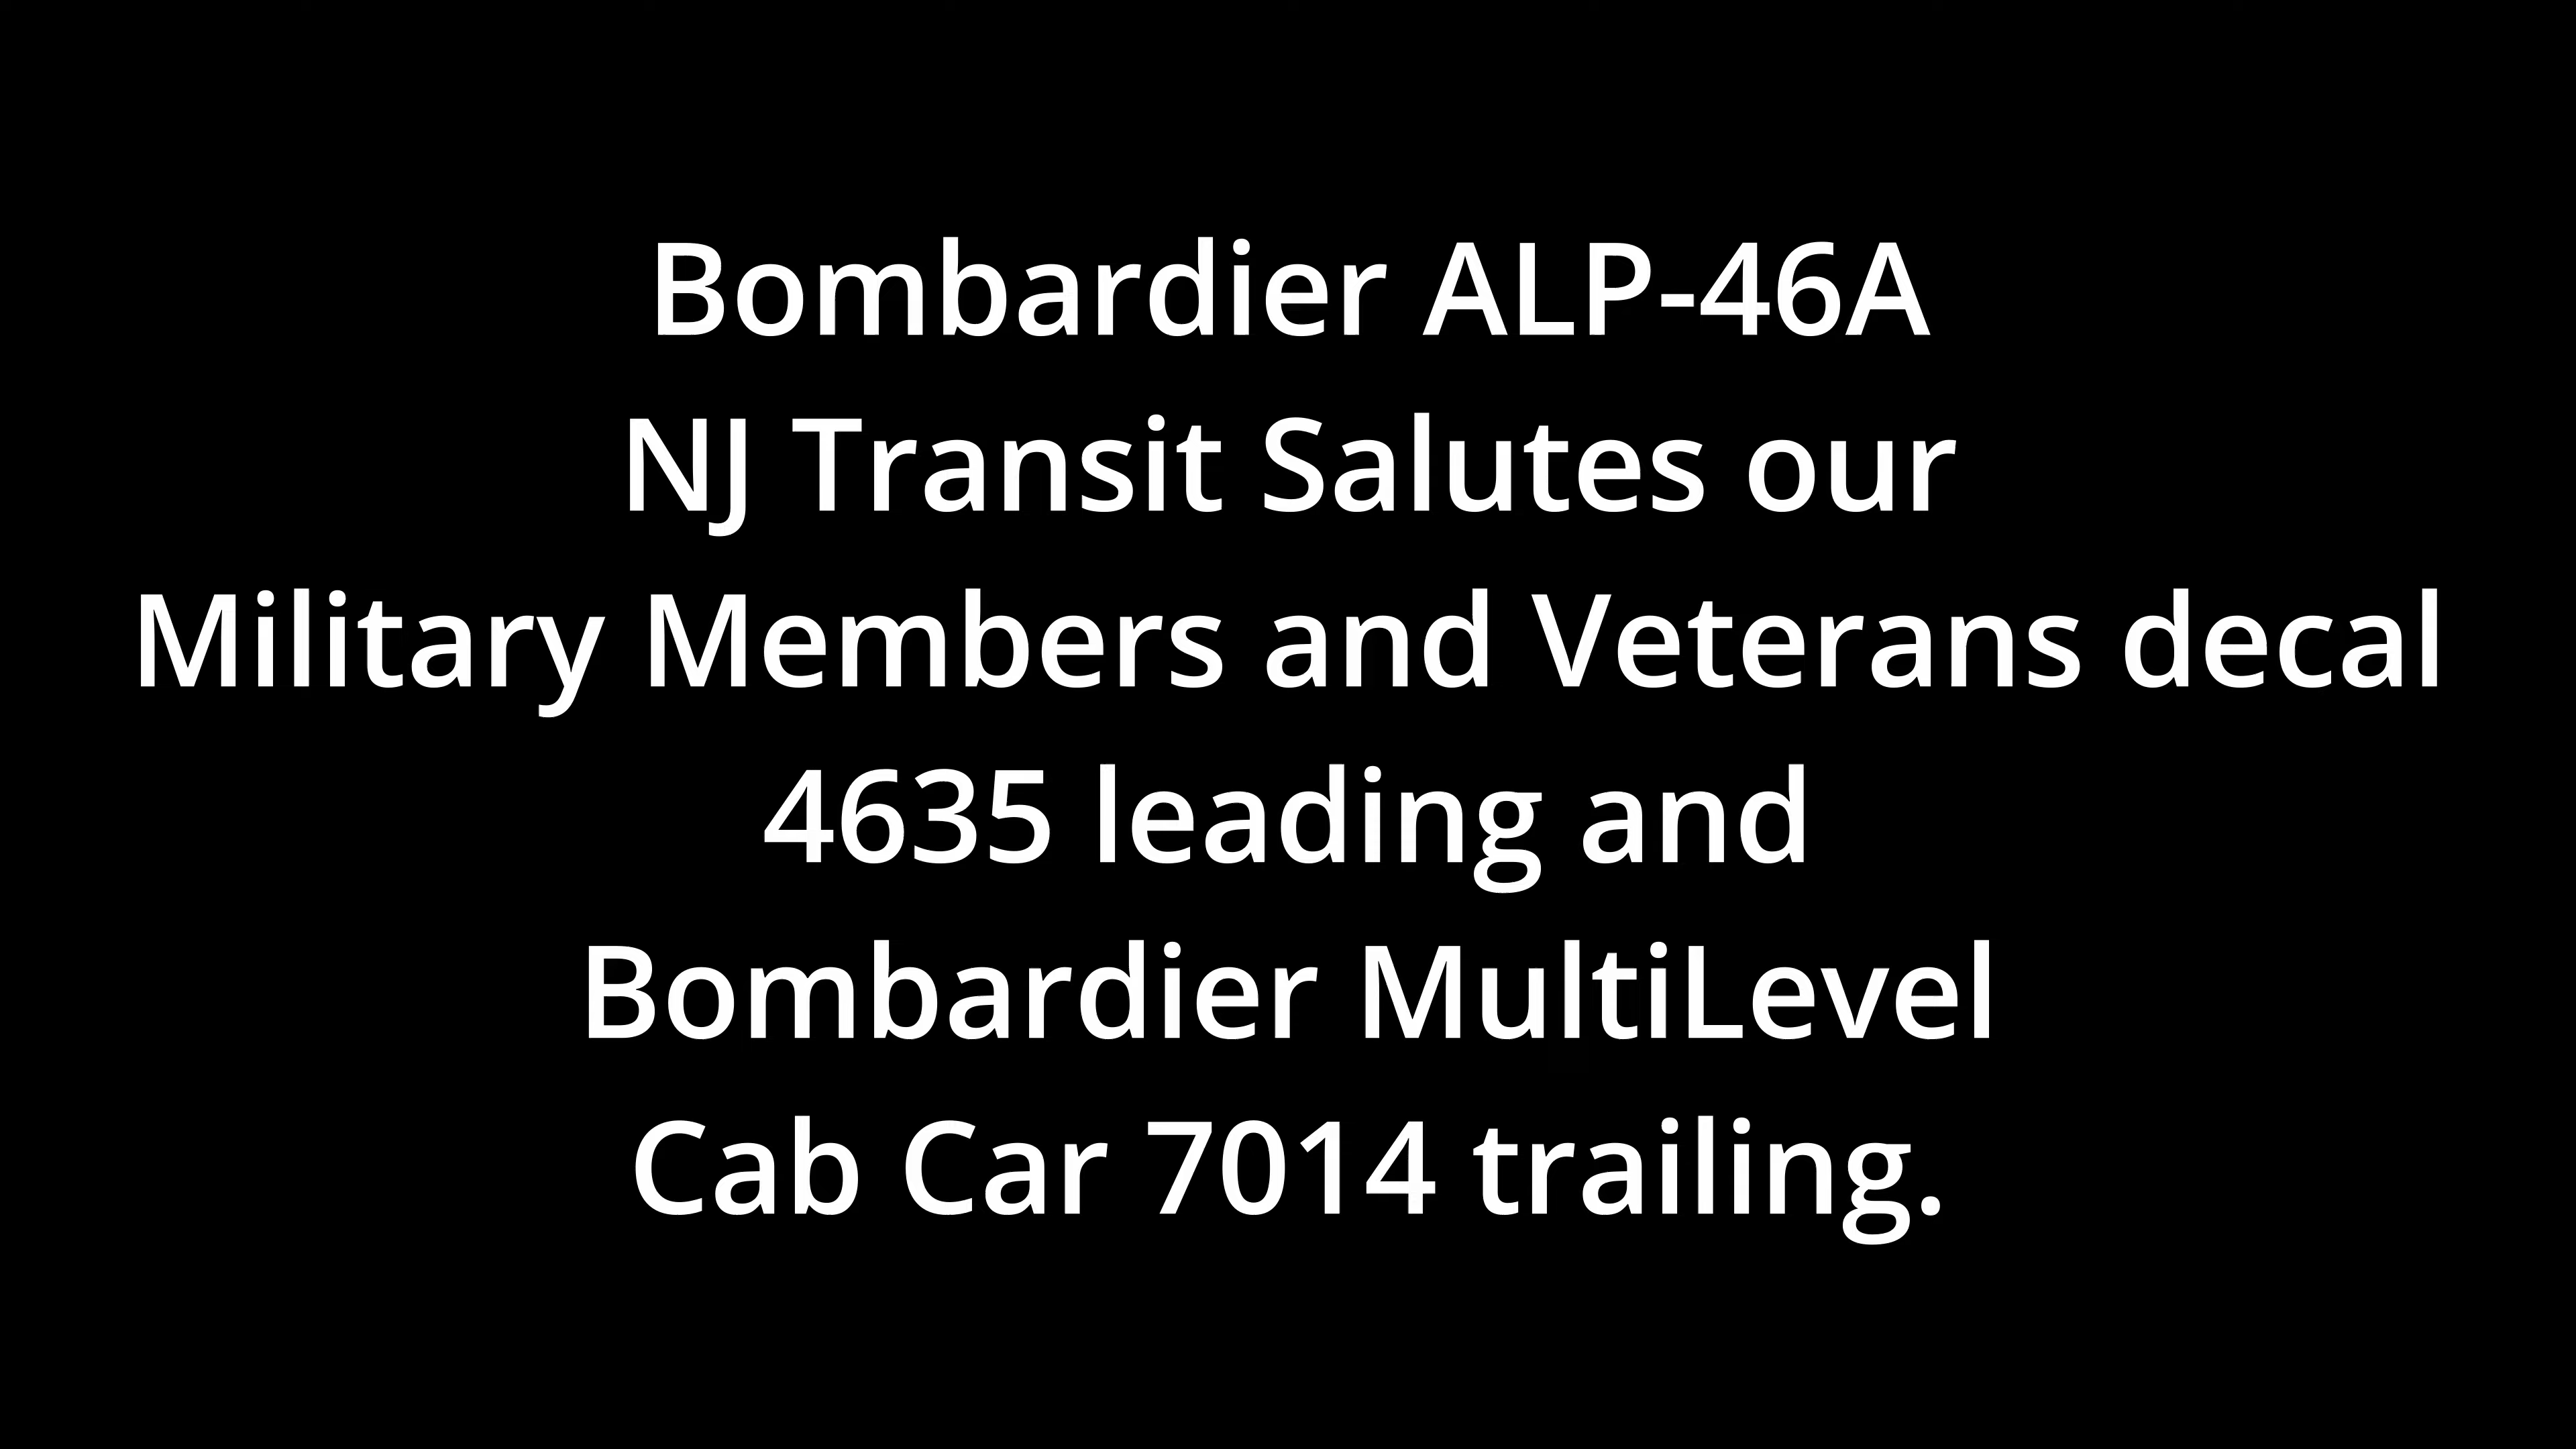 Bombardier ALP-46A
NJ Transit Salutes our
Military Members and Veterans decal
4635 leading and
Bombardier MultiLevel
Cab Car 7014 trailing.